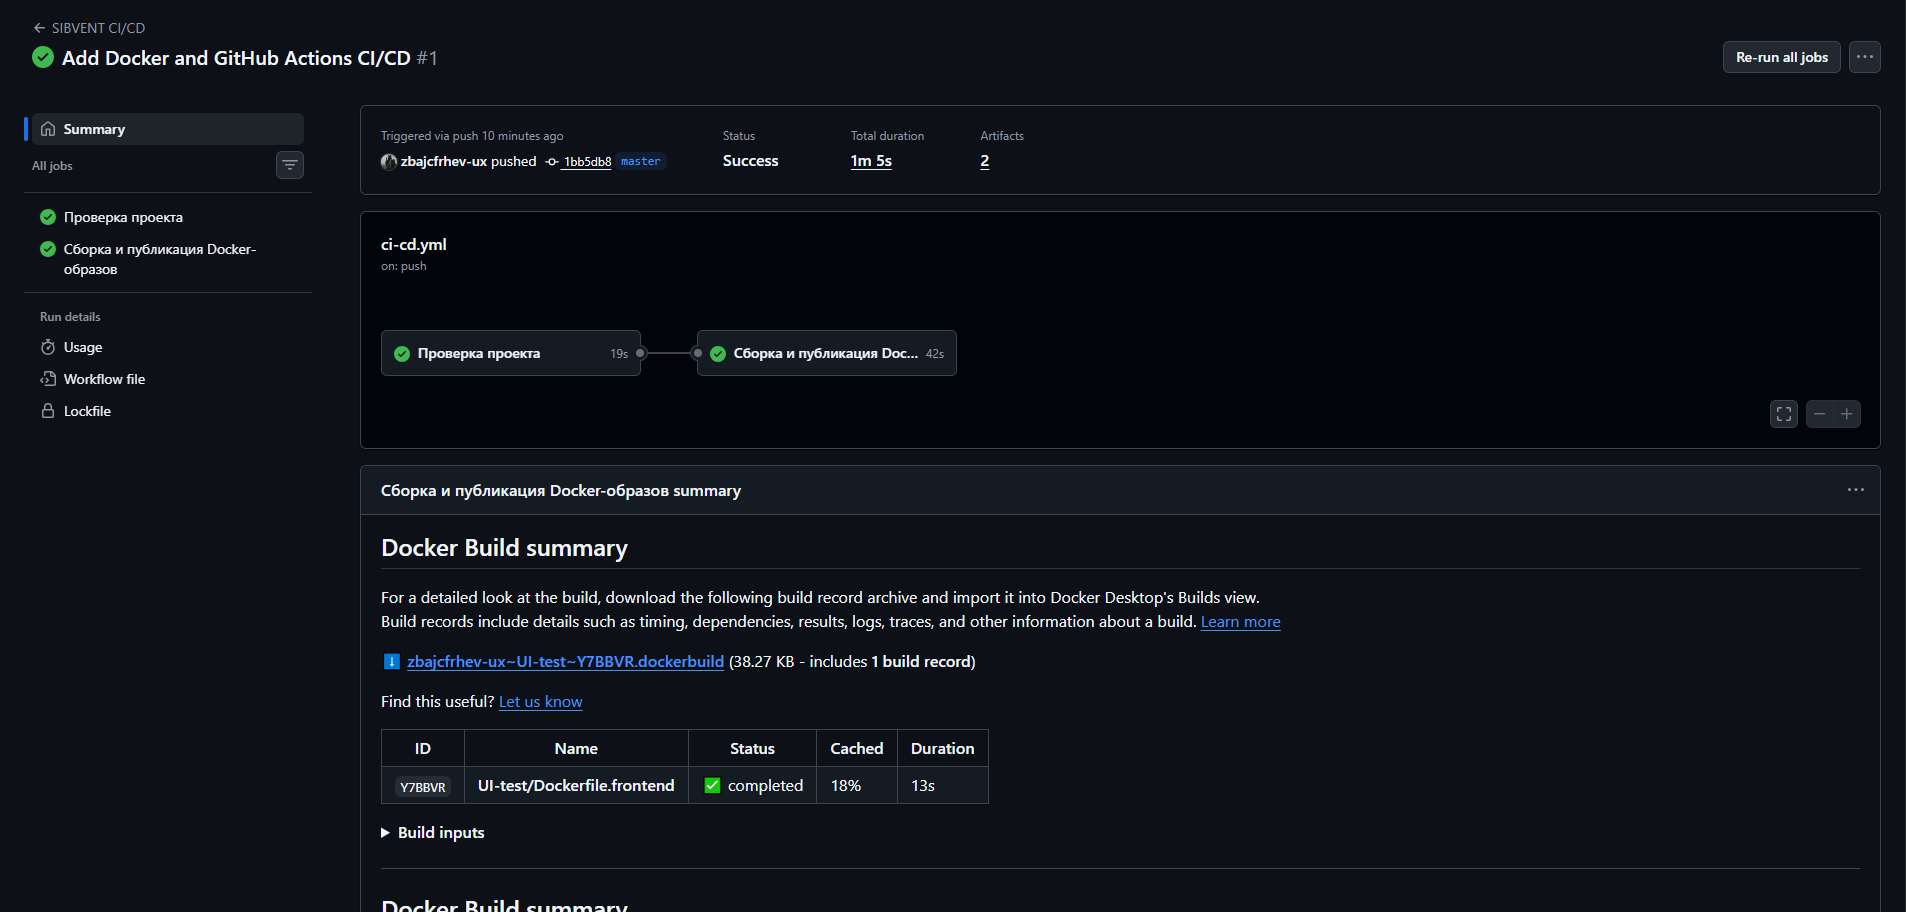 SIBVENT CI/CD
Add Docker and GitHub Actions CI/CD #1
Re-run all jobs
Summary
All jobs
Проверка проекта
Сборка и публикация Docker-
образов
Run details
Usage
Workflow file
Lockfile
Triggered via push 10 minutes ago
zbajcfrhev-ux pushed 1bb5db8 master
Status
Success
Total duration
1m 5s
Artifacts
2
ci-cd.yml
on: push
Проверка проекта 19s
Сборка и публикация Doc... 42s
Сборка и публикация Docker-образов summary
Docker Build summary
For a detailed look at the build, download the following build record archive and import it into Docker Desktop's Builds view.
Build records include details such as timing, dependencies, results, logs, traces, and other information about a build. Learn more
zbajcfrhev-ux~UI-test~Y7BBVR.dockerbuild (38.27 KB - includes 1 build record)
Find this useful? Let us know
ID Name Status Cached Duration
Y7BBVR UI-test/Dockerfile.frontend completed 18% 13s
Build inputs
Docker Build summary